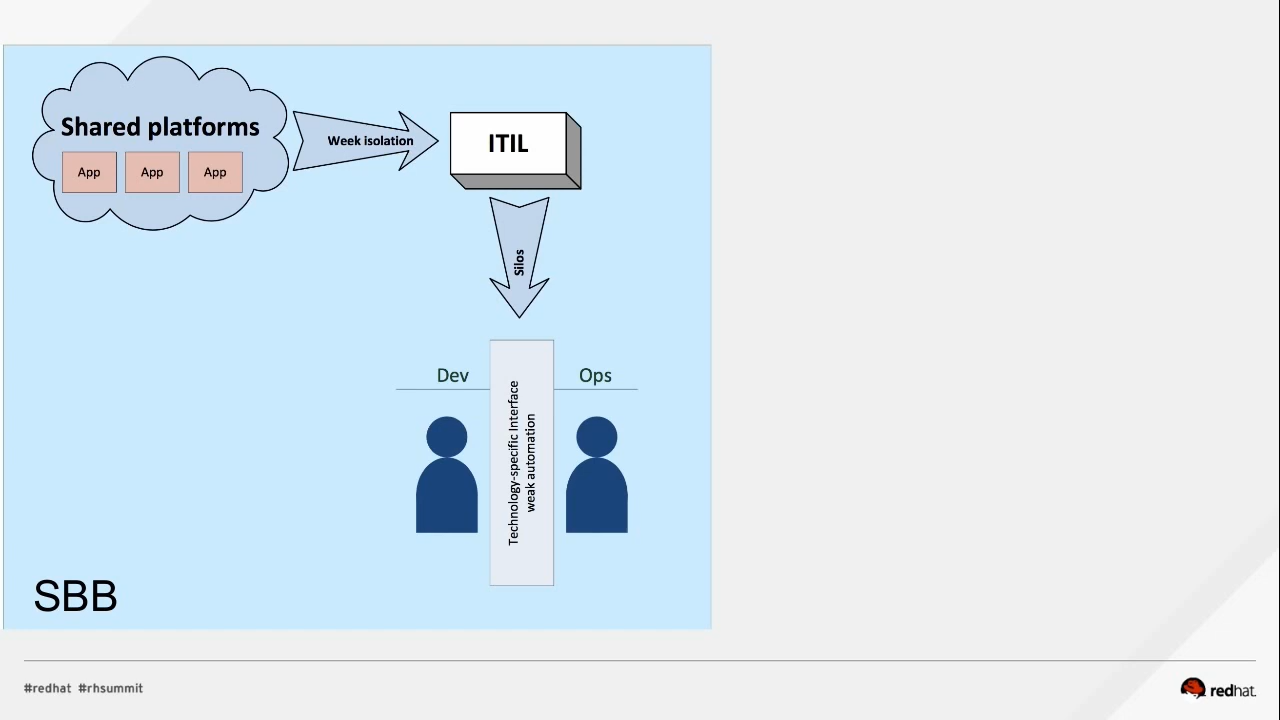 Shared platforms
App App App
Week isolation
ITIL
Silos
Dev
Ops
Technology-specific Interface
weak automation
SBB
#redhat #rhsummit
redhat.